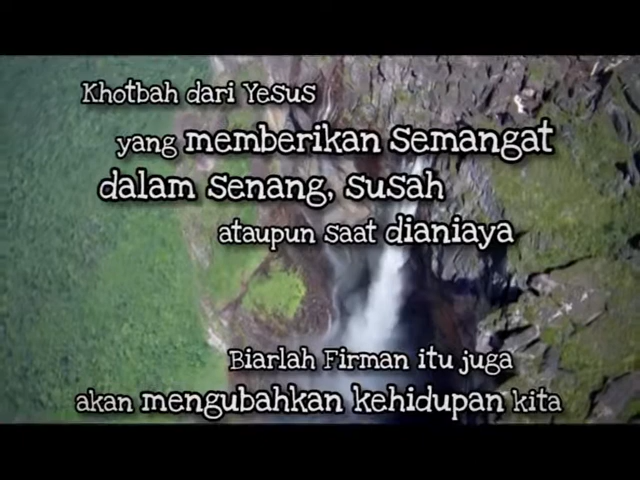 Khotbah dari Yesus
yang memberikan semangat
dalam senang, susah
ataupun saat dianiaya
Biarlah Firman itu juga
akan mengubahkan kehidupan kita